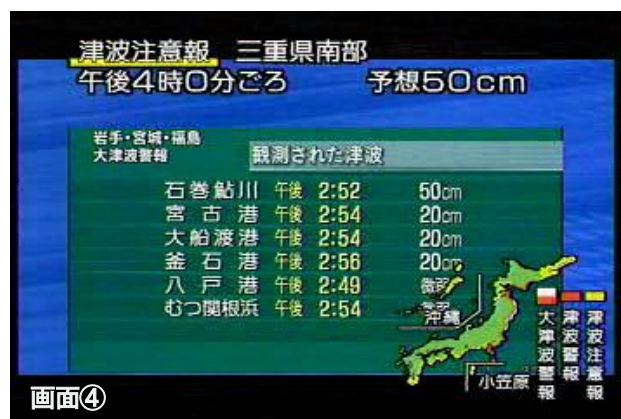 津波注意報 三重県南部
午後4時0分ごろ 予想50cm
岩手・宮城・福島
大津波警報
観測された津波
石巻鮎川 午後 2:52 50cm
宮古港 午後 2:54 20cm
大船渡港 午後 2:54 20cm
釜石港 午後 2:56 20cm
八戸港 午後 2:49 微弱
むつ関根浜 午後 2:54
沖縄
小笠原
大津波警報
津波警報
津波注意報
画面④